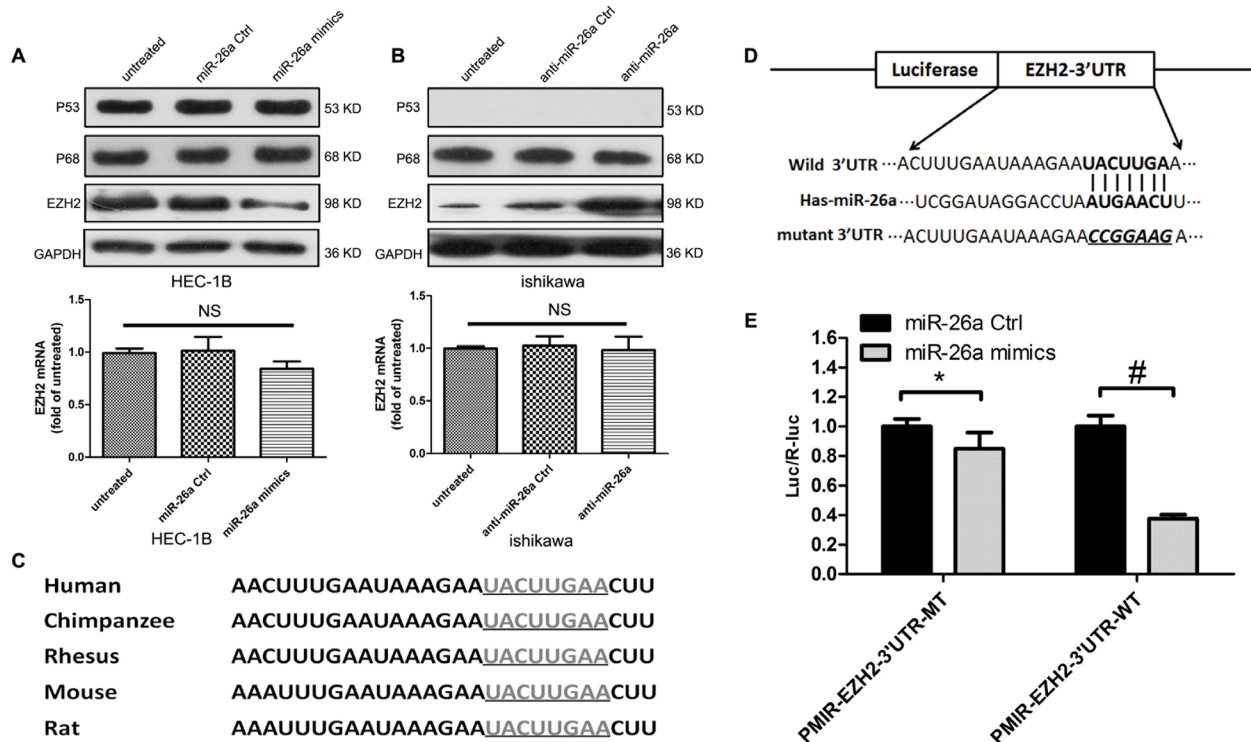 A
untreated
miR-26a Ctrl
miR-26a mimics
P53
53 KD
P68
68 KD
EZH2
98 KD
GAPDH
36 KD
HEC-1B
EZH2 mRNA
(fold of untreated)
1.5
1.0
0.5
0.0
NS
untreated
miR-26a Ctrl
miR-26a mimics
HEC-1B
B
untreated
anti-miR-26a Ctrl
anti-miR-26a
P53
53 KD
P68
68 KD
EZH2
98 KD
GAPDH
36 KD
ishikawa
EZH2 mRNA
(fold of untreated)
1.5
1.0
0.5
0.0
NS
untreated
anti-miR-26a Ctrl
anti-miR-26a
ishikawa
C
Human AACUUUGAAUAAAGAAUACUUGAACUU
Chimpanzee AACUUUGAAUAAAGAAUACUUGAACUU
Rhesus AACUUUGAAUAAAGAAUACUUGAACUU
Mouse AAAUUUGAAUAAAGAAUACUUGAACUU
Rat AAAUUUGAAUAAAGAAUACUUGAACUU
D
Luciferase EZH2-3'UTR
Wild 3'UTR ···ACUUUGAAUAAAGAAUACUUGAA···
Has-miR-26a ···UCGGAUAGGACCUAAUGAACUU···
mutant 3'UTR ···ACUUUGAAUAAAGAACCGGAAGA···
E
miR-26a Ctrl
miR-26a mimics
Luc/R-luc
1.6
1.4
1.2
1.0
0.8
0.6
0.4
0.2
0.0
*
#
PMIR-EZH2-3'UTR-MT
PMIR-EZH2-3'UTR-WT